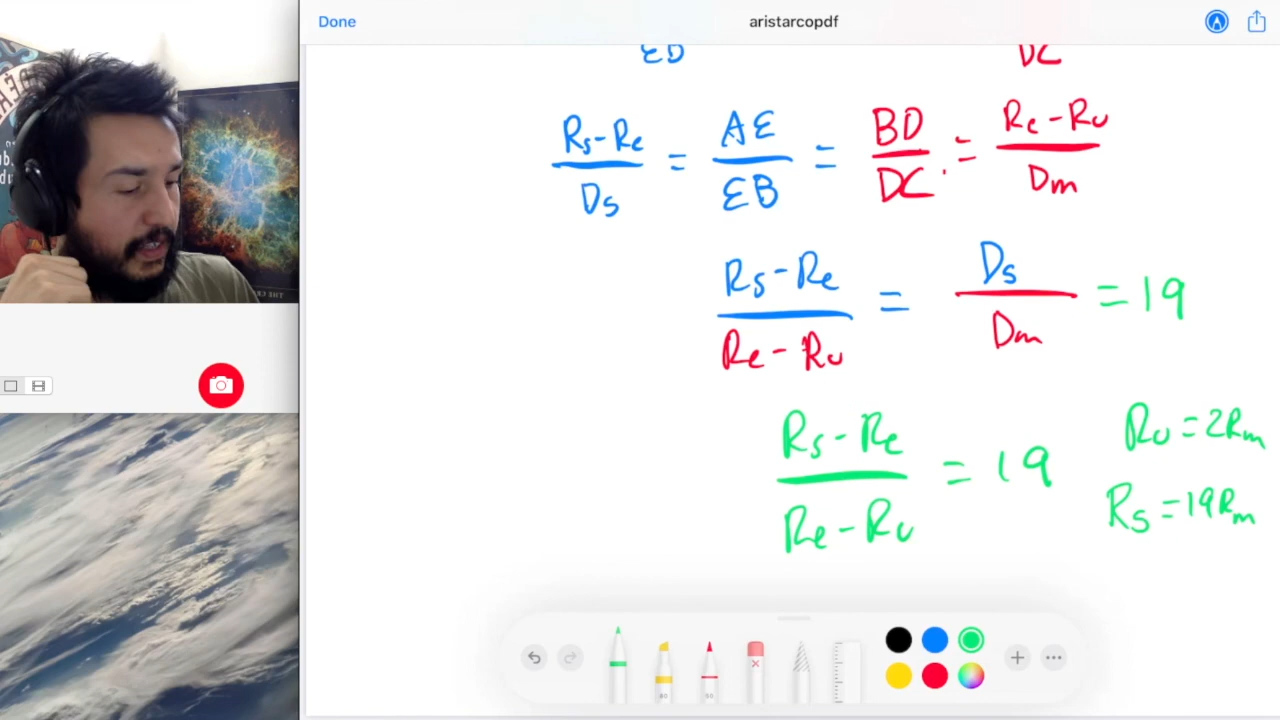 Done
aristarcopdf
ED DC
Rs-Re / Ds = AE / EB = BD / DC = Re-Ru / Dm
Rs-Re / Re-Ru = Ds / Dm = 19
Rs-Re / Re-Ru = 19
Ru = 2Rm
Rs = 19Rm